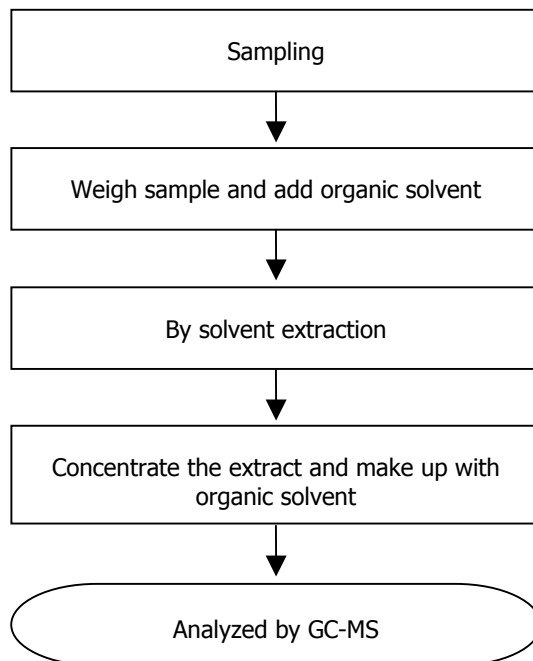 Sampling
Weigh sample and add organic solvent
By solvent extraction
Concentrate the extract and make up with
organic solvent
Analyzed by GC-MS